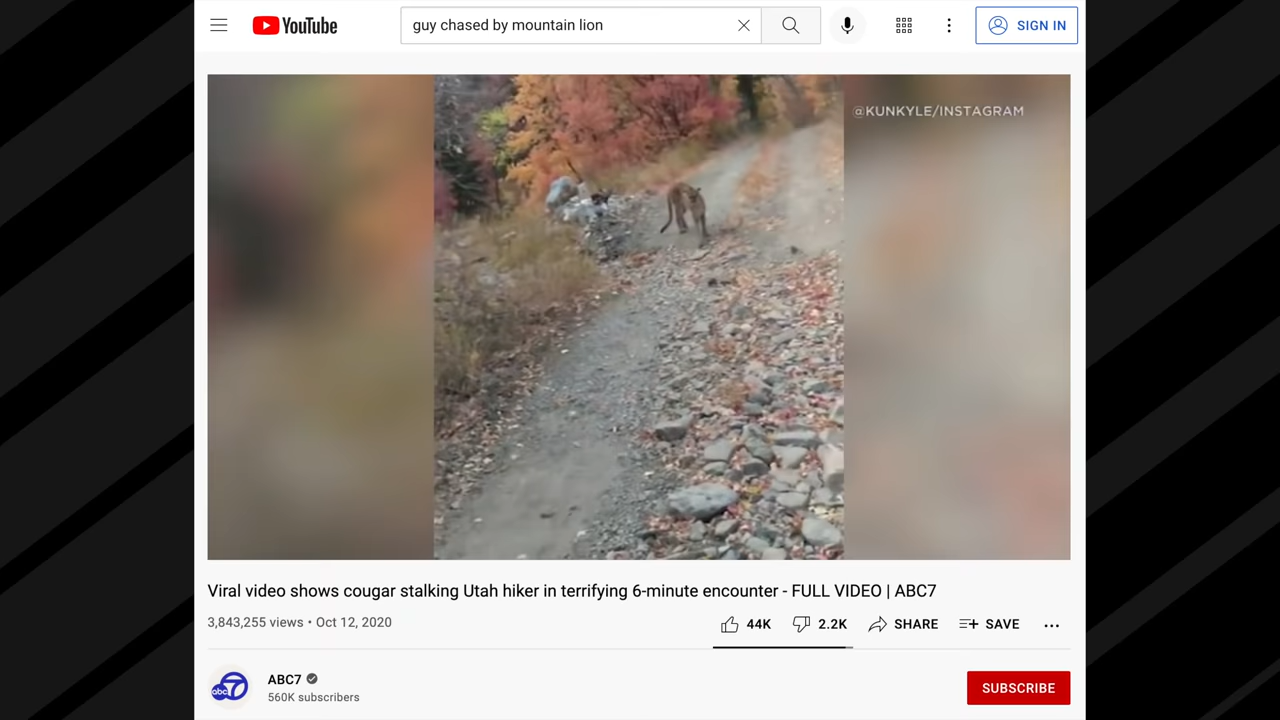 YouTube
guy chased by mountain lion
SIGN IN
@KUNKYLE/INSTAGRAM
Viral video shows cougar stalking Utah hiker in terrifying 6-minute encounter - FULL VIDEO | ABC7
3,843,255 views • Oct 12, 2020
44K
2.2K
SHARE
SAVE
abc7
ABC7
560K subscribers
SUBSCRIBE